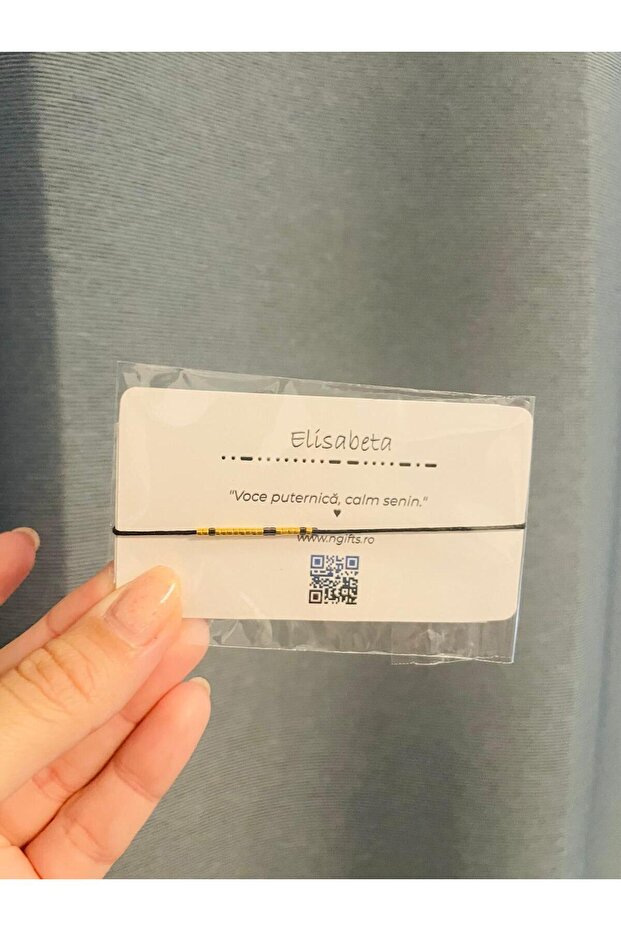 Elisabeta
"Voce puternică, calm senin."
♥
www.ngifts.ro